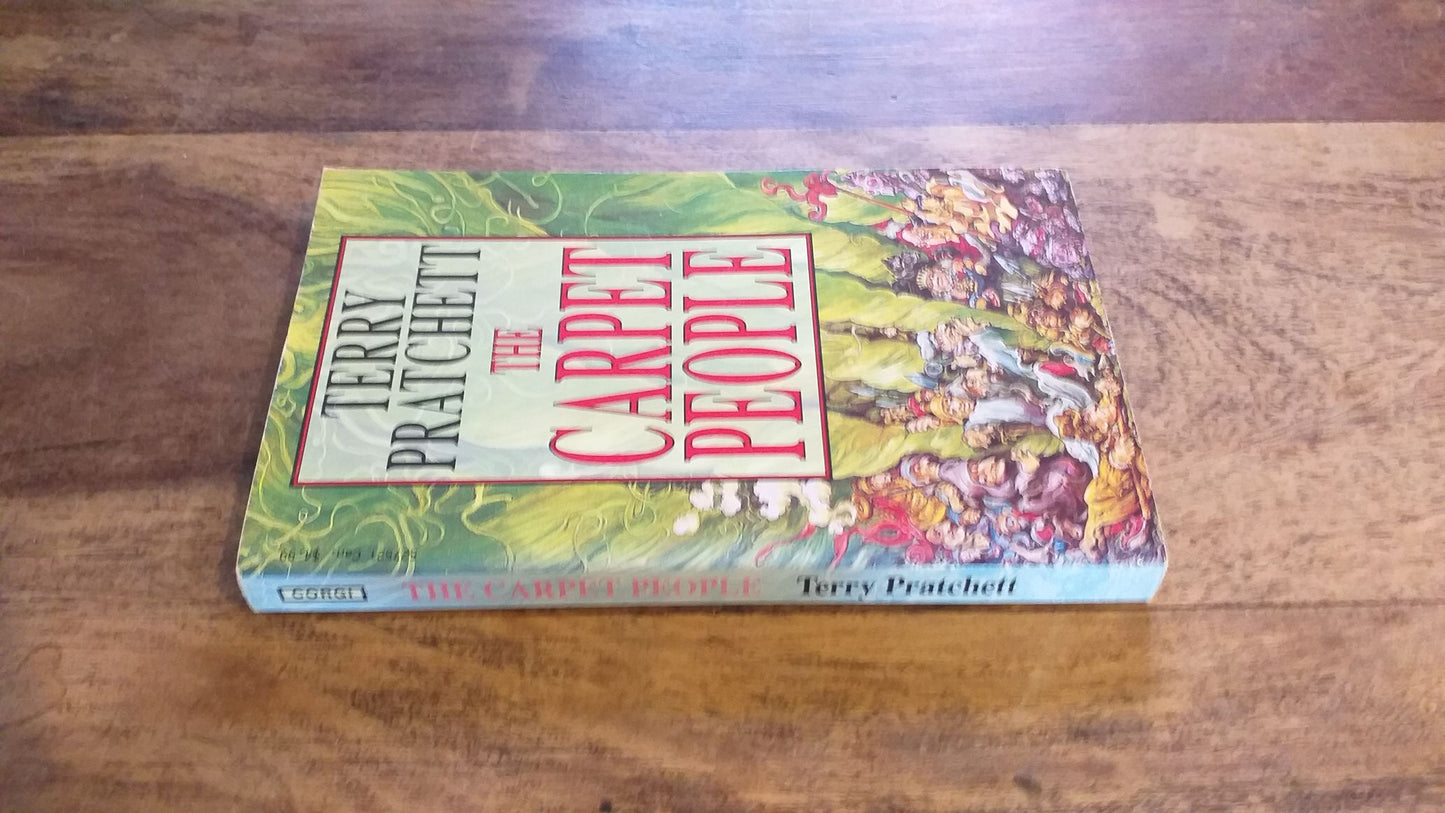 TERRY
PRATCHETT
THE
CARPET
PEOPLE
CORGI
THE CARPET PEOPLE
Terry Pratchett